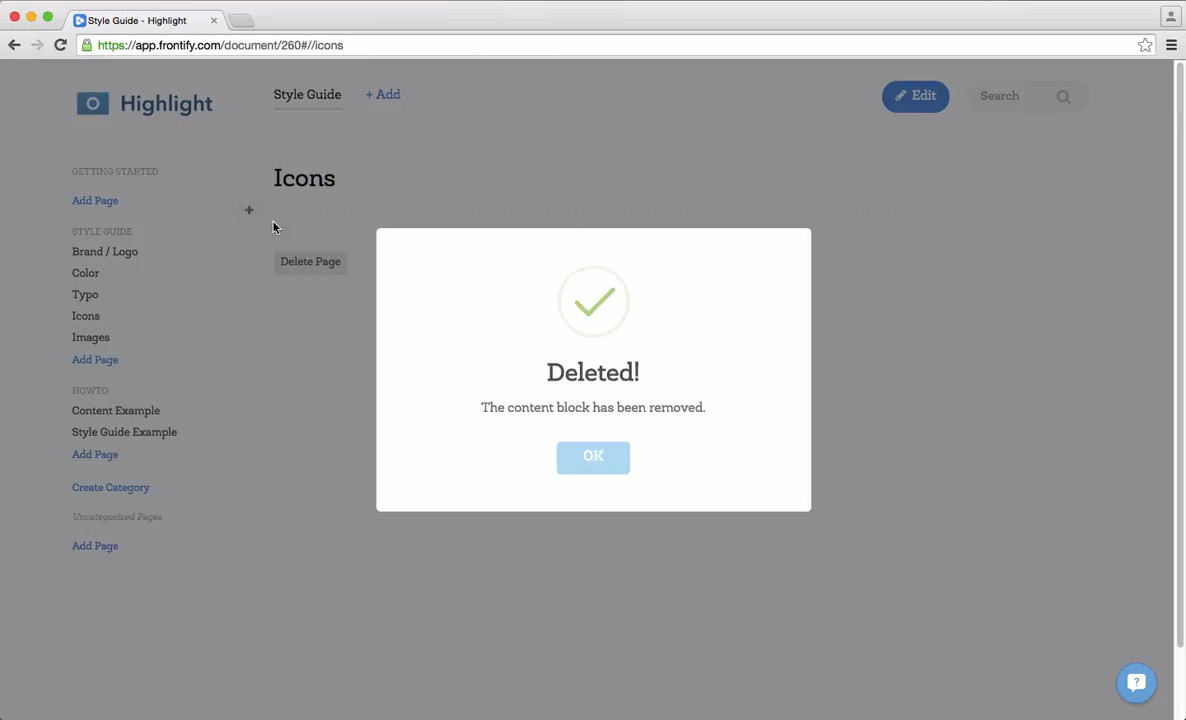 Style Guide - Highlight
https://app.frontify.com/document/260#//icons
Highlight
Style Guide
+ Add
Edit
Search
GETTING STARTED
Add Page
STYLE GUIDE
Brand / Logo
Color
Typo
Icons
Images
Add Page
HOWTO
Content Example
Style Guide Example
Add Page
Create Category
Uncategorized Pages
Add Page
Icons
Delete Page
Deleted!
The content block has been removed.
OK